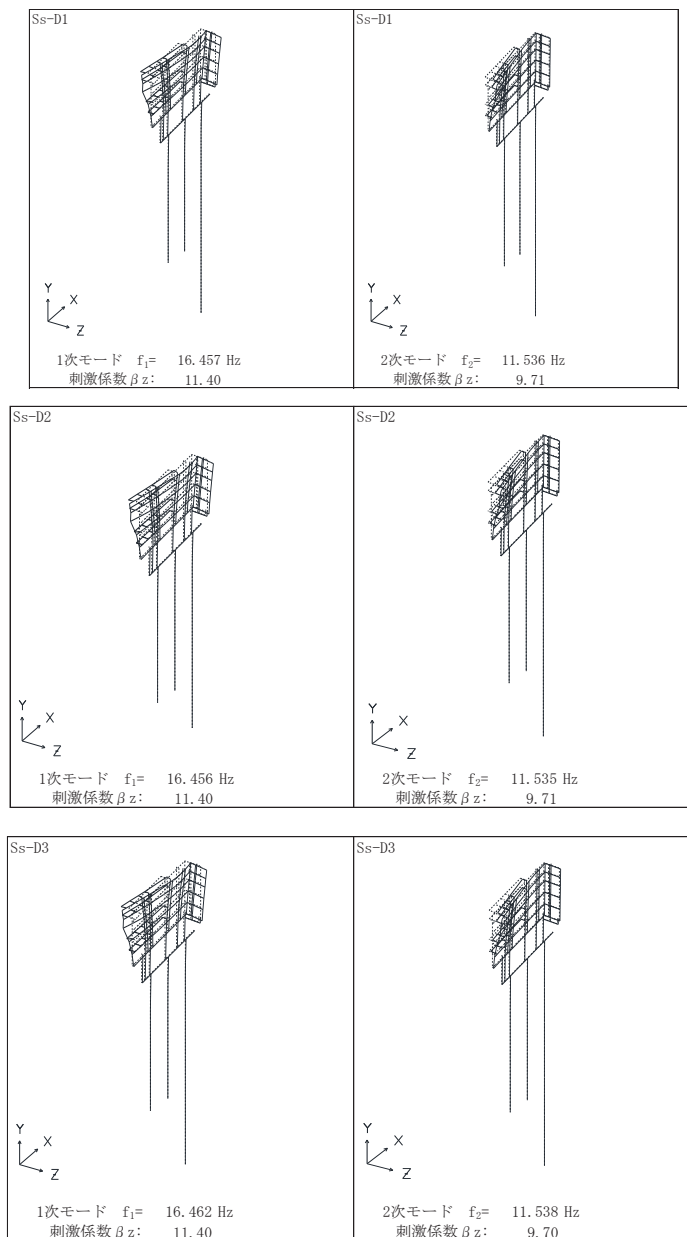 Ss-D1
Y
X
Z
1次モード f₁= 16.457 Hz
刺激係数βz: 11.40
Ss-D1
Y
X
Z
2次モード f₂= 11.536 Hz
刺激係数βz: 9.71
Ss-D2
Y
X
Z
1次モード f₁= 16.456 Hz
刺激係数βz: 11.40
Ss-D2
Y
X
Z
2次モード f₂= 11.535 Hz
刺激係数βz: 9.71
Ss-D3
Y
X
Z
1次モード f₁= 16.462 Hz
刺激係数βz: 11.40
Ss-D3
Y
X
Z
2次モード f₂= 11.538 Hz
刺激係数βz: 9.70